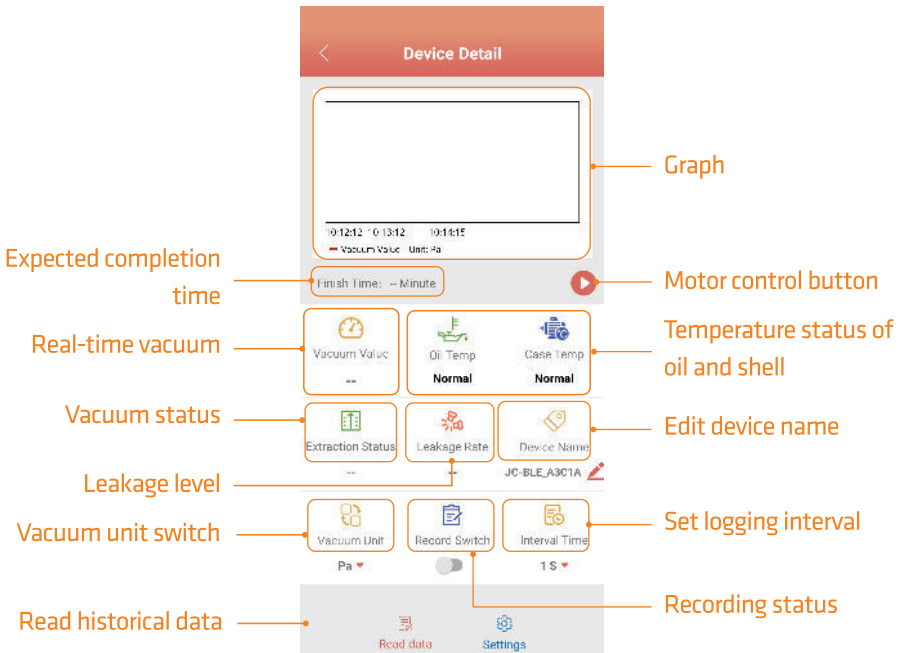 Device Detail
Graph
10:12:12 10:13:12 10:14:15
Vacuum Value Unit: Pa
Expected completion
time
Finish Time: -- Minute
Motor control button
Real-time vacuum
Vacuum Value
--
Oil Temp
Normal
Case Temp
Normal
Temperature status of
oil and shell
Vacuum status
Extraction Status
--
Leakage Rate
--
Device Name
JC-BLE_A3C1A
Edit device name
Leakage level
Vacuum unit switch
Vacuum Unit
Pa
Record Switch
Interval Time
1 S
Set logging interval
Recording status
Read historical data
Read data
Settings